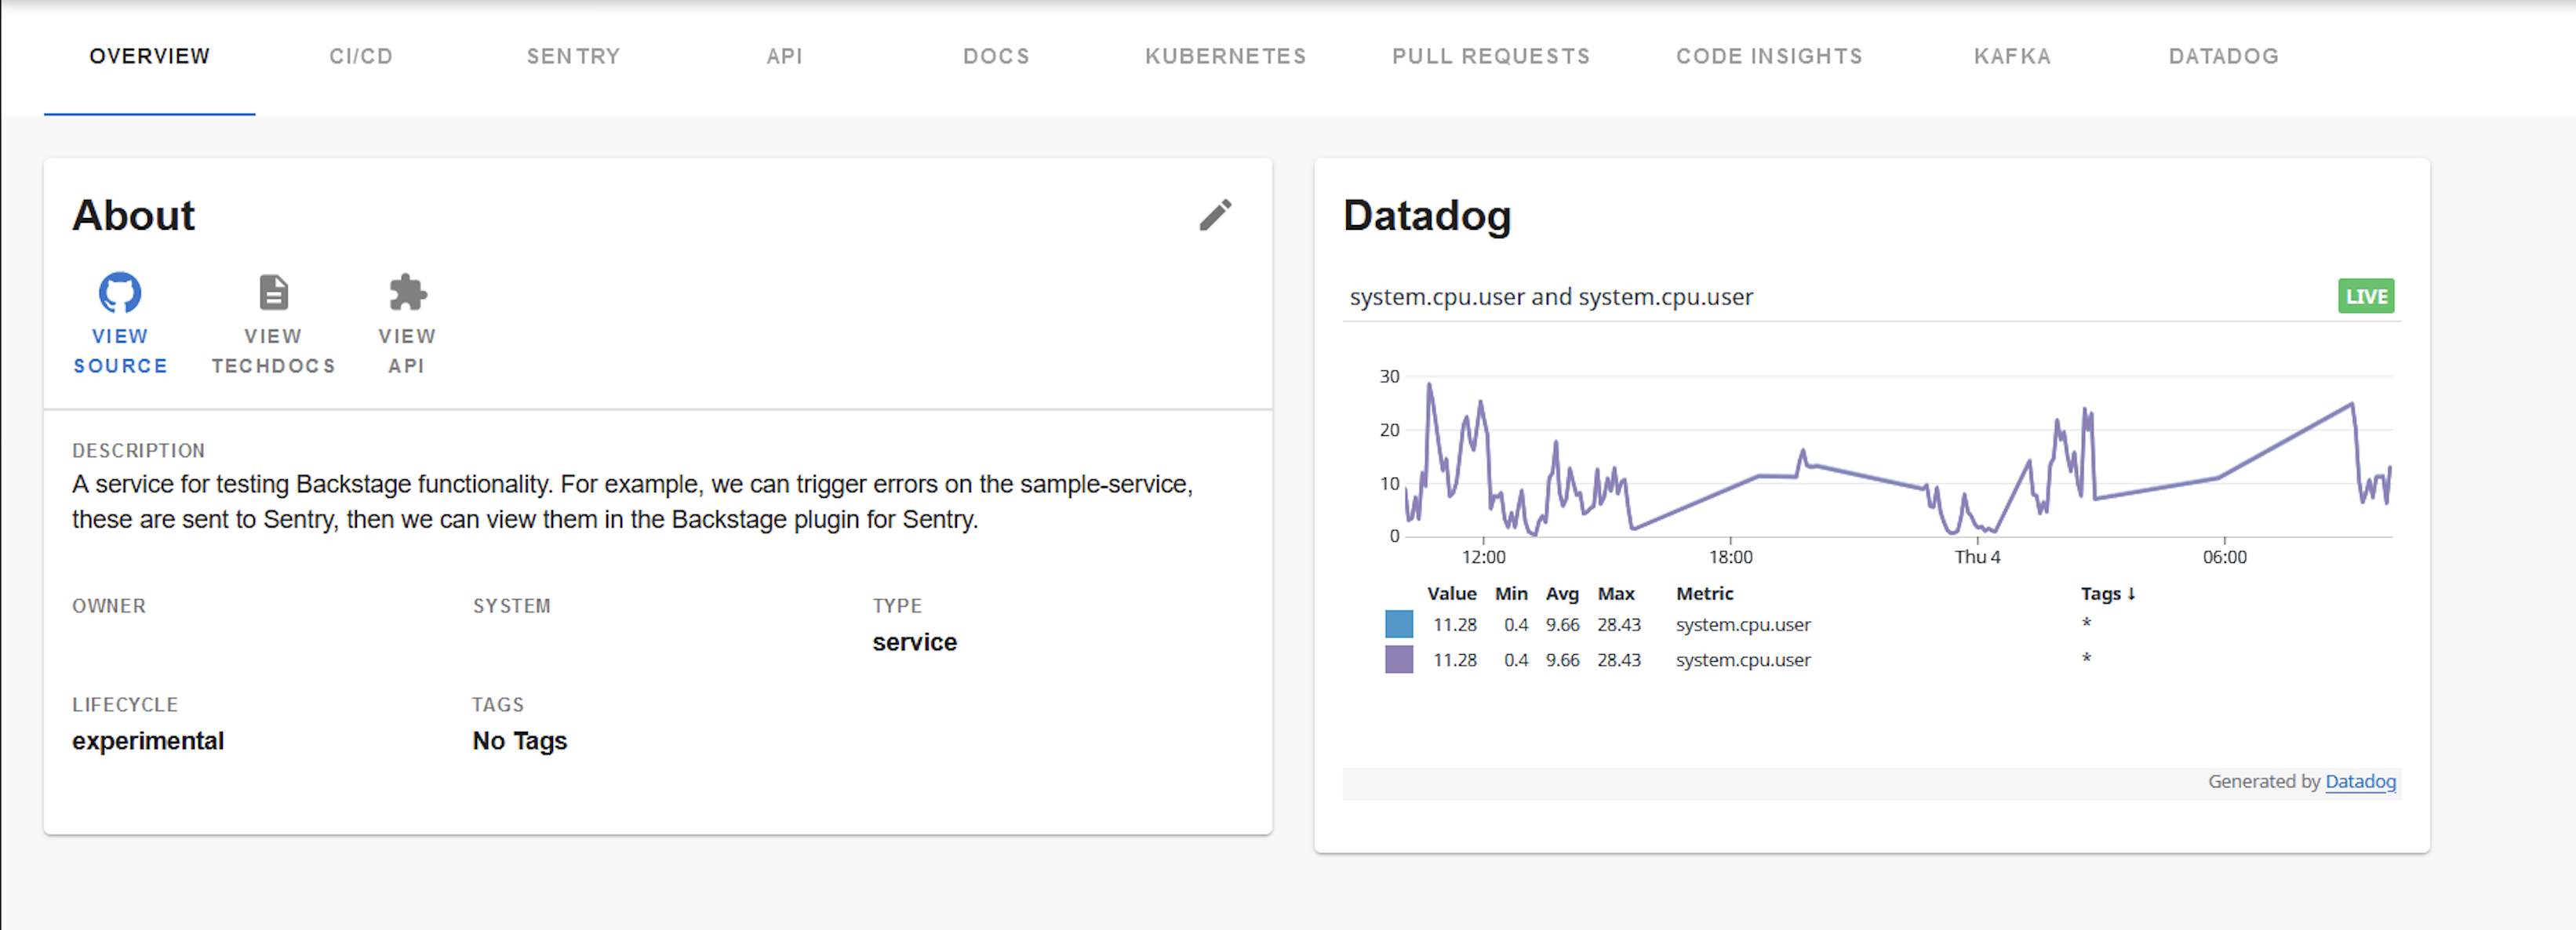 OVERVIEW CI/CD SENTRY API DOCS KUBERNETES PULL REQUESTS CODE INSIGHTS KAFKA DATADOG
About
VIEW SOURCE
VIEW TECHDOCS
VIEW API
DESCRIPTION
A service for testing Backstage functionality. For example, we can trigger errors on the sample-service,
these are sent to Sentry, then we can view them in the Backstage plugin for Sentry.
OWNER SYSTEM TYPE
service
LIFECYCLE TAGS
experimental No Tags
Datadog
system.cpu.user and system.cpu.user LIVE
30
20
10
0
12:00 18:00 Thu 4 06:00
Value Min Avg Max Metric Tags ↓
11.28 0.4 9.66 28.43 system.cpu.user *
11.28 0.4 9.66 28.43 system.cpu.user *
Generated by Datadog